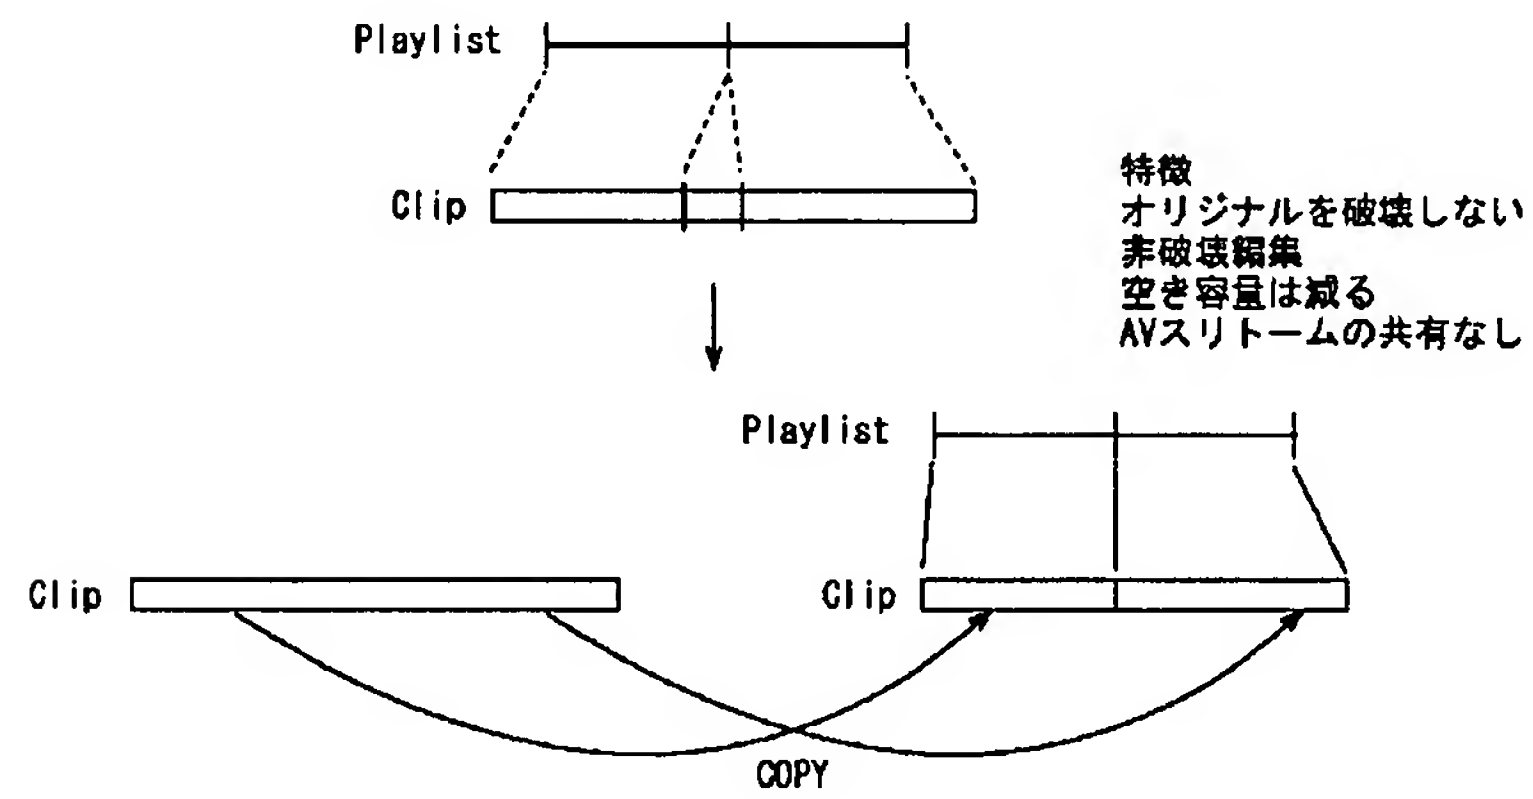 Playlist
Clip
特徴
オリジナルを破壊しない
非破壊編集
空き容量は減る
AVスリトームの共有なし
Playlist
Clip
Clip
COPY